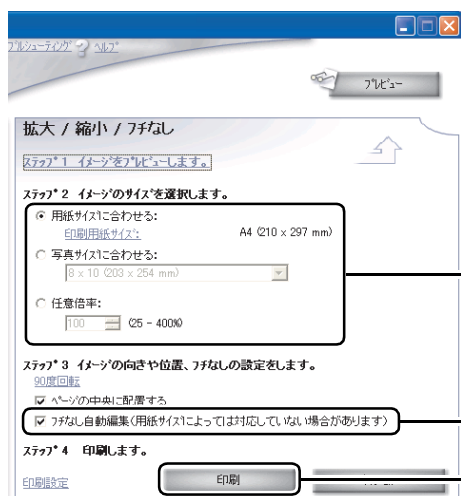 ﾌﾞﾙｼｭｰﾃｨﾝｸﾞ ﾍﾙﾌﾟ
ﾌﾟﾚﾋﾞｭｰ
拡大 / 縮小 / ﾌﾁなし
ｽﾃｯﾌﾟ 1 ｲﾒｰｼﾞをﾌﾟﾚﾋﾞｭｰします。
ｽﾃｯﾌﾟ 2 ｲﾒｰｼﾞのｻｲｽﾞを選択します。
用紙ｻｲｽﾞに合わせる:
印刷用紙ｻｲｽﾞ: A4 (210 x 297 mm)
写真ｻｲｽﾞに合わせる:
8 x 10 (203 x 254 mm)
任意倍率:
100 (25 - 400%)
ｽﾃｯﾌﾟ 3 ｲﾒｰｼﾞの向きや位置、ﾌﾁなしの設定をします。
90度回転
ﾍﾟｰｼﾞの中央に配置する
ﾌﾁなし自動編集(用紙ｻｲｽﾞによっては対応していない場合があります)
ｽﾃｯﾌﾟ 4 印刷します。
印刷設定 印刷